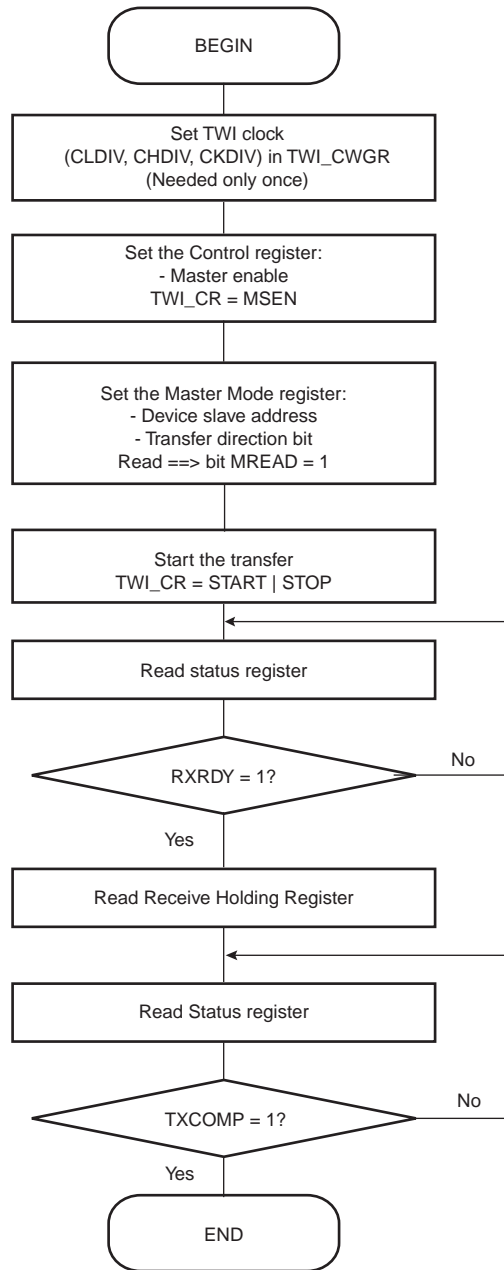 BEGIN
Set TWI clock
(CLDIV, CHDIV, CKDIV) in TWI_CWGR
(Needed only once)
Set the Control register:
- Master enable
TWI_CR = MSEN
Set the Master Mode register:
- Device slave address
- Transfer direction bit
Read ==> bit MREAD = 1
Start the transfer
TWI_CR = START | STOP
Read status register
RXRDY = 1?
No
Yes
Read Receive Holding Register
Read Status register
TXCOMP = 1?
No
Yes
END